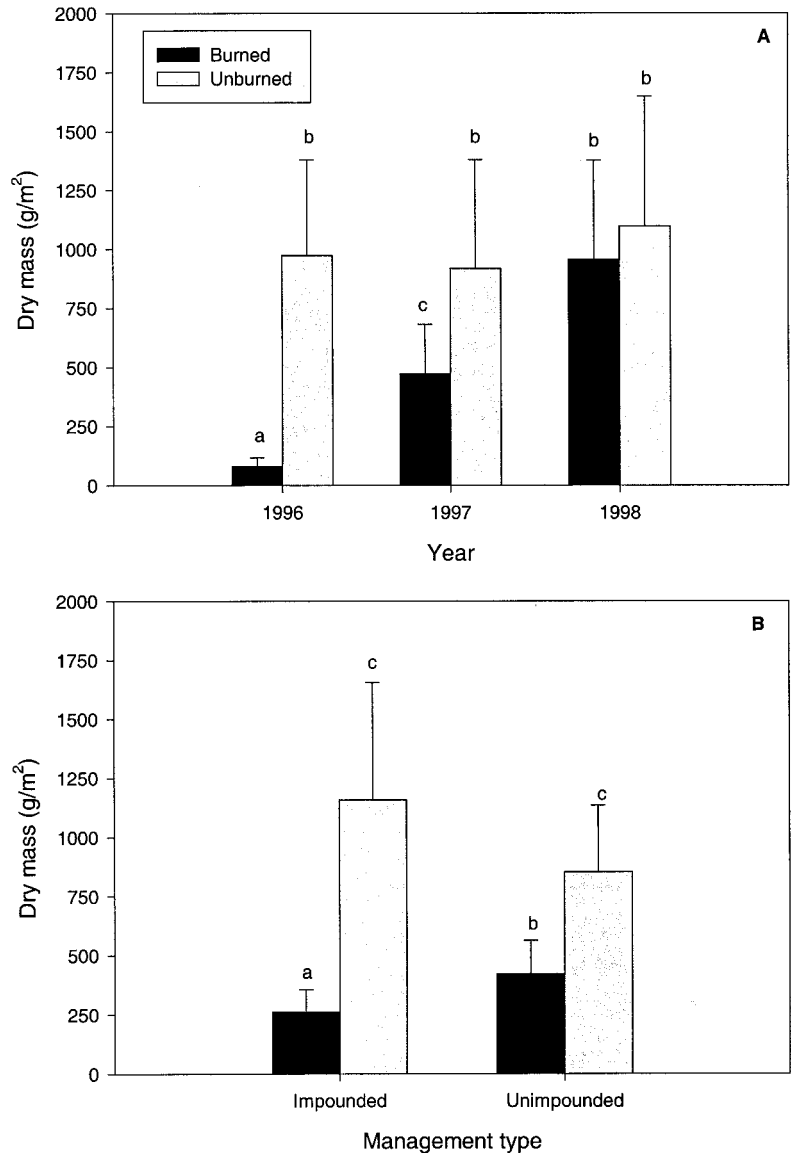 2000
A
Burned
Unburned
1750
1500
1250
1000
750
500
250
0
Dry mass (g/m²)
a
b
c
b
b
b
1996
1997
1998
Year
2000
B
1750
1500
1250
1000
750
500
250
0
Dry mass (g/m²)
a
c
b
c
Impounded
Unimpounded
Management type